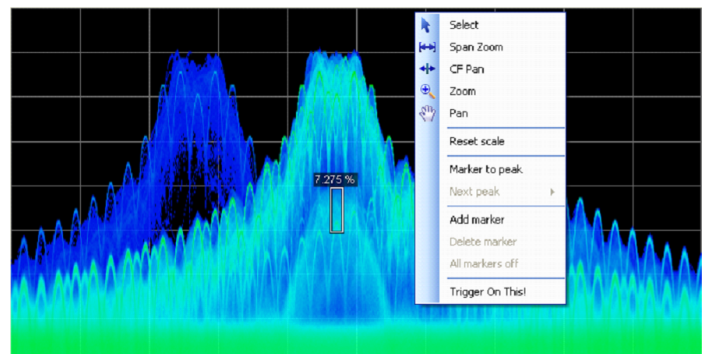 Select
Span Zoom
CF Pan
Zoom
Pan
Reset scale
Marker to peak
Next peak
Add marker
Delete marker
All markers off
Trigger On This!
7.275 %